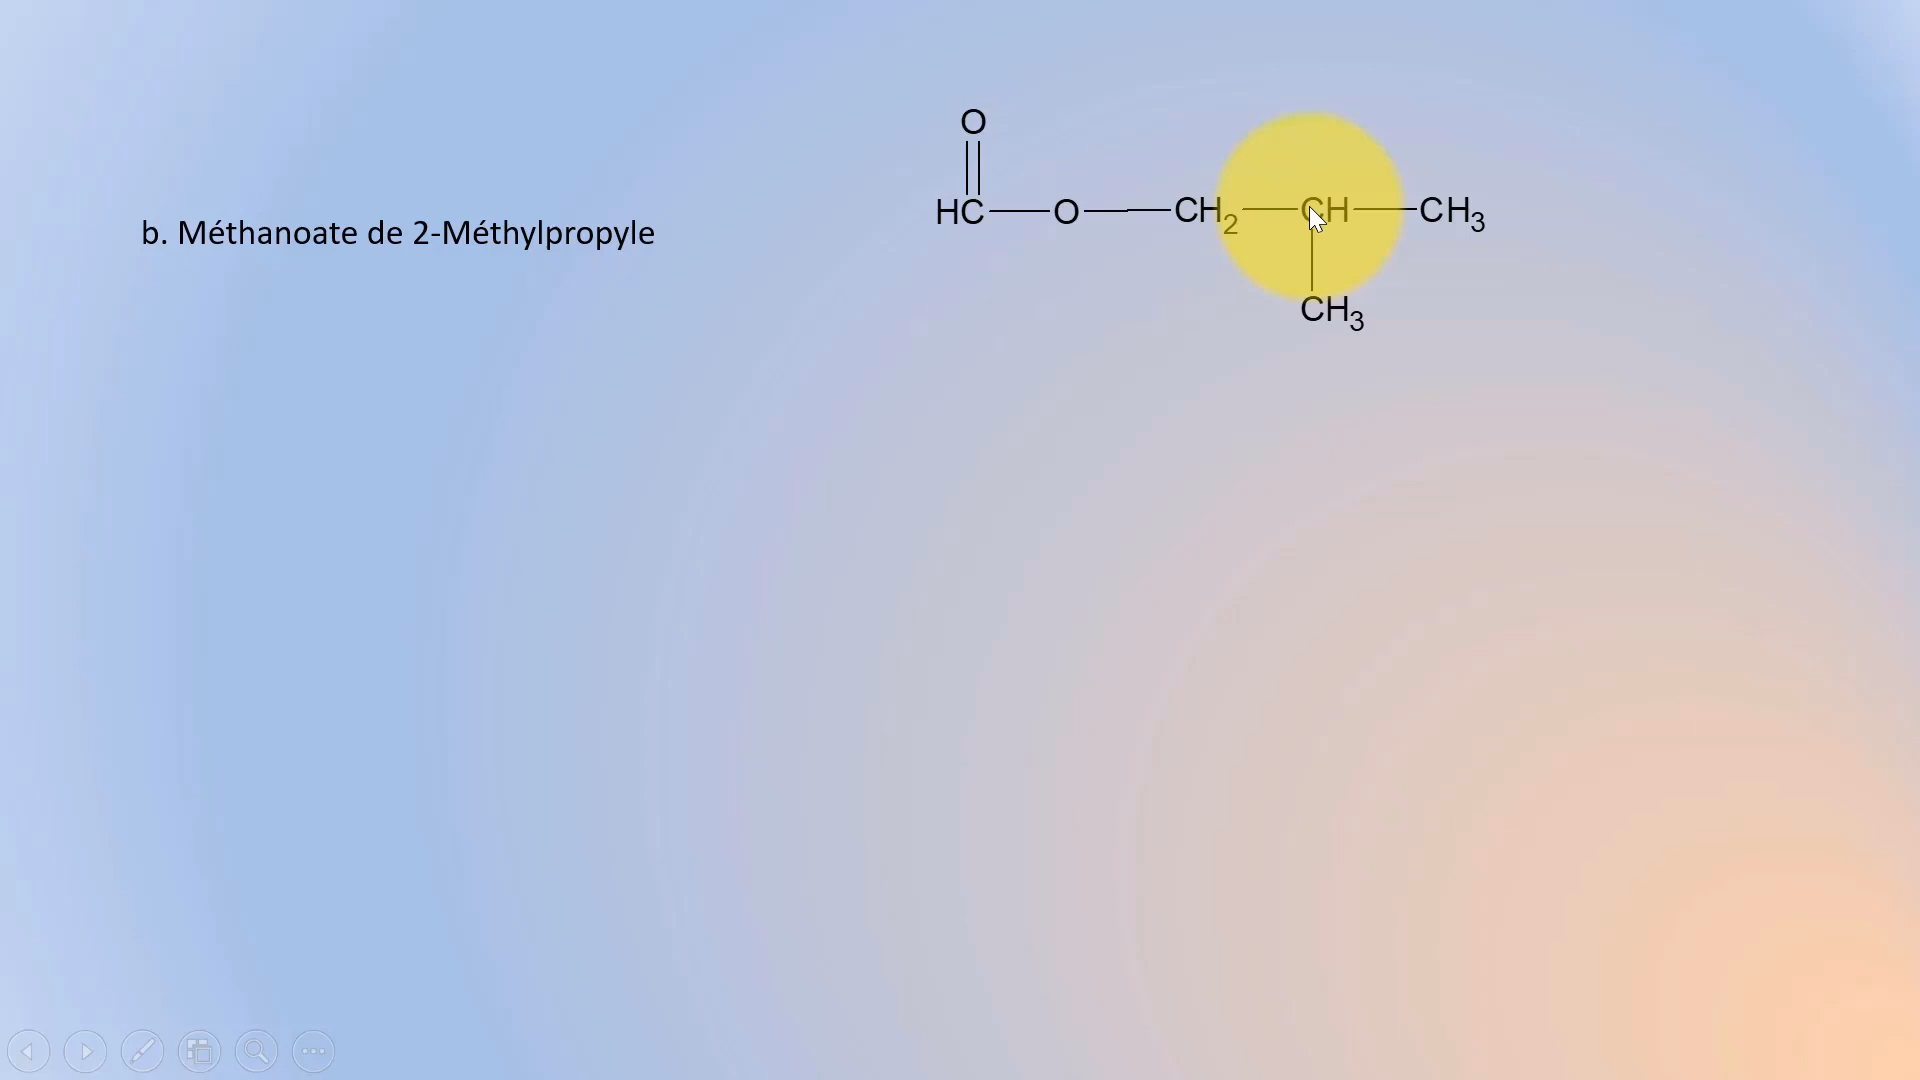 O
HC O CH2 CH CH3
b. Méthanoate de 2-Méthylpropyle
CH3